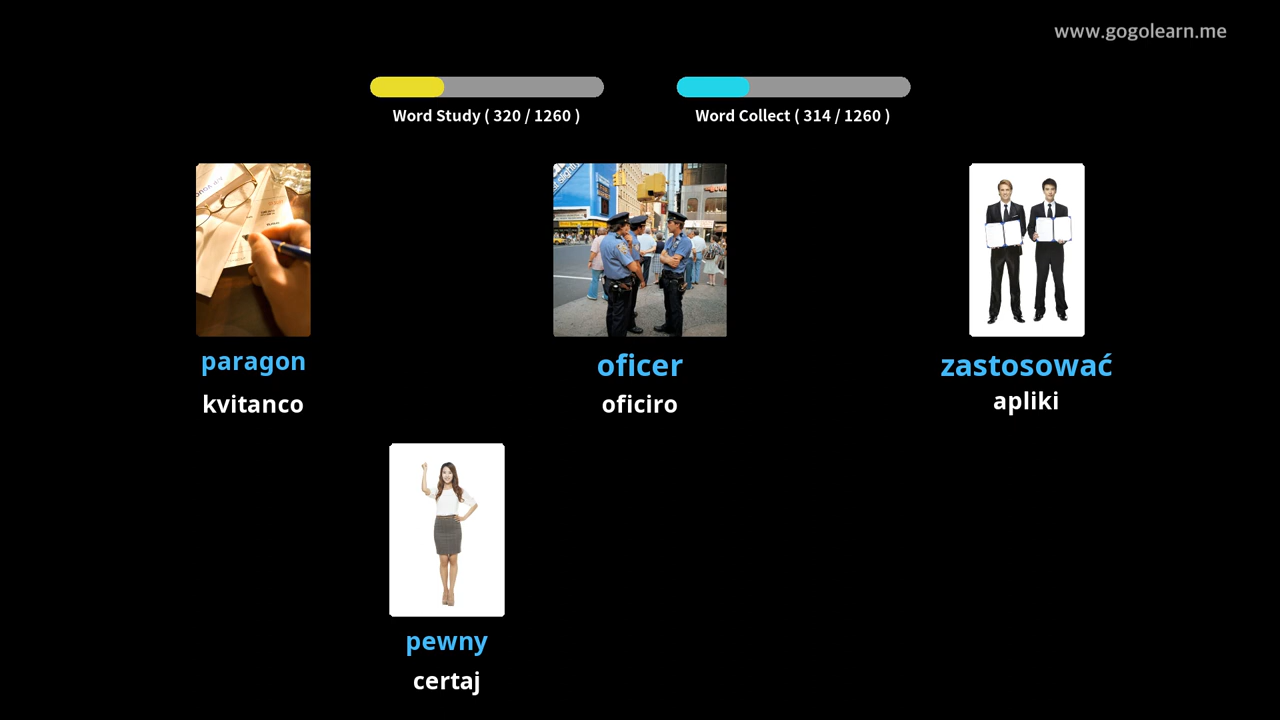 www.gogolearn.me
Word Study ( 320 / 1260 )
Word Collect ( 314 / 1260 )
paragon
kvitanco
oficer
oficiro
zastosować
apliki
pewny
certaj